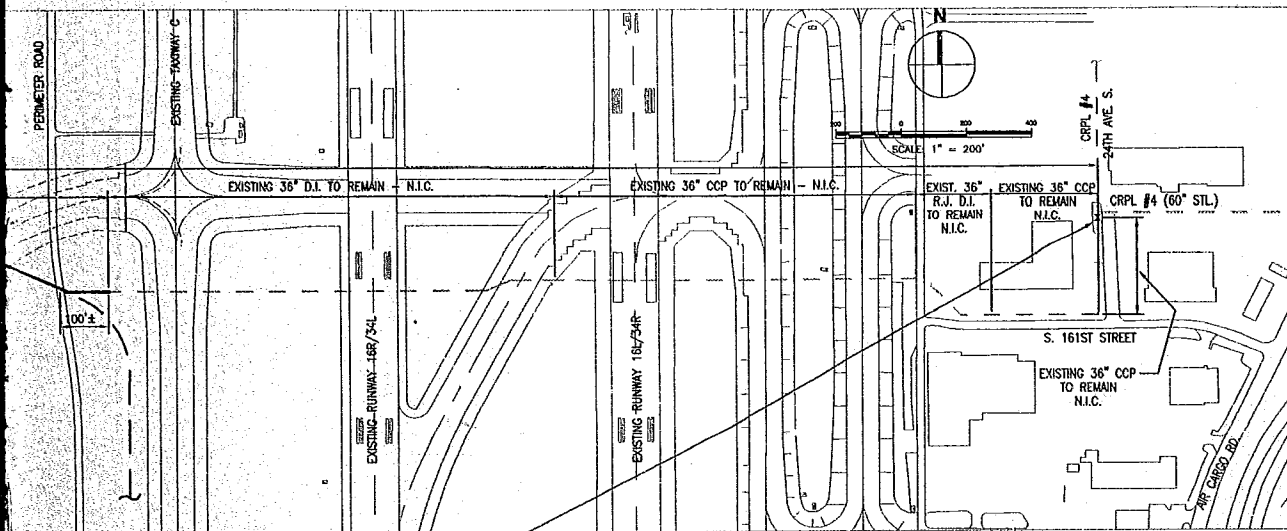 PERIMETER ROAD
EXISTING TAXIWAY C
N
CRPL #4
24TH AVE. S.
200 0 200 400
SCALE: 1" = 200'
EXISTING 36" D.I. TO REMAIN - N.I.C.
EXISTING 36" CCP TO REMAIN - N.I.C.
EXIST. 36"
R.J. D.I.
TO REMAIN
N.I.C.
EXISTING 36" CCP
TO REMAIN
N.I.C.
CRPL #4 (60" STL.)
100'±
EXISTING RUNWAY 16R/34L
EXISTING RUNWAY 16L/34R
S. 161ST STREET
EXISTING 36" CCP
TO REMAIN
N.I.C.
AIR CARGO RD.